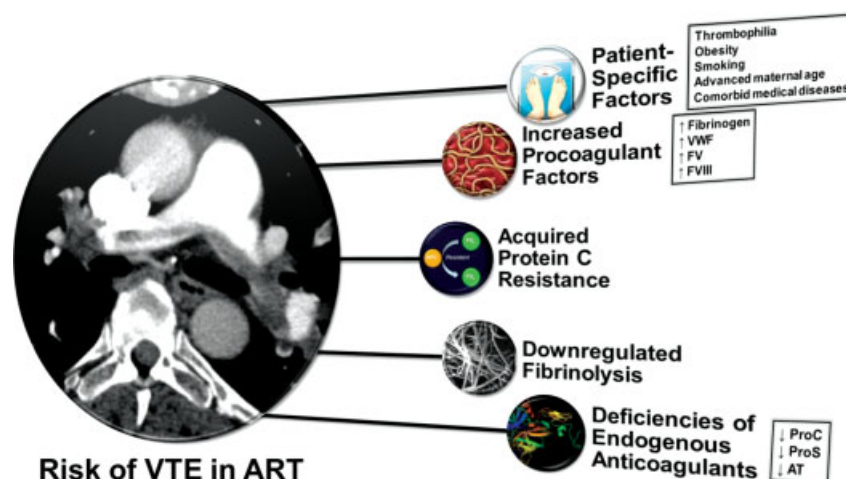 Patient-
Specific
Factors
Thrombophilia
Obesity
Smoking
Advanced maternal age
Comorbid medical diseases
Increased
Procoagulant
Factors
↑ Fibrinogen
↑ VWF
↑ FV
↑ FVIII
Acquired
Protein C
Resistance
Downregulated
Fibrinolysis
Deficiencies of
Endogenous
Anticoagulants
↓ ProC
↓ ProS
↓ AT
Risk of VTE in ART